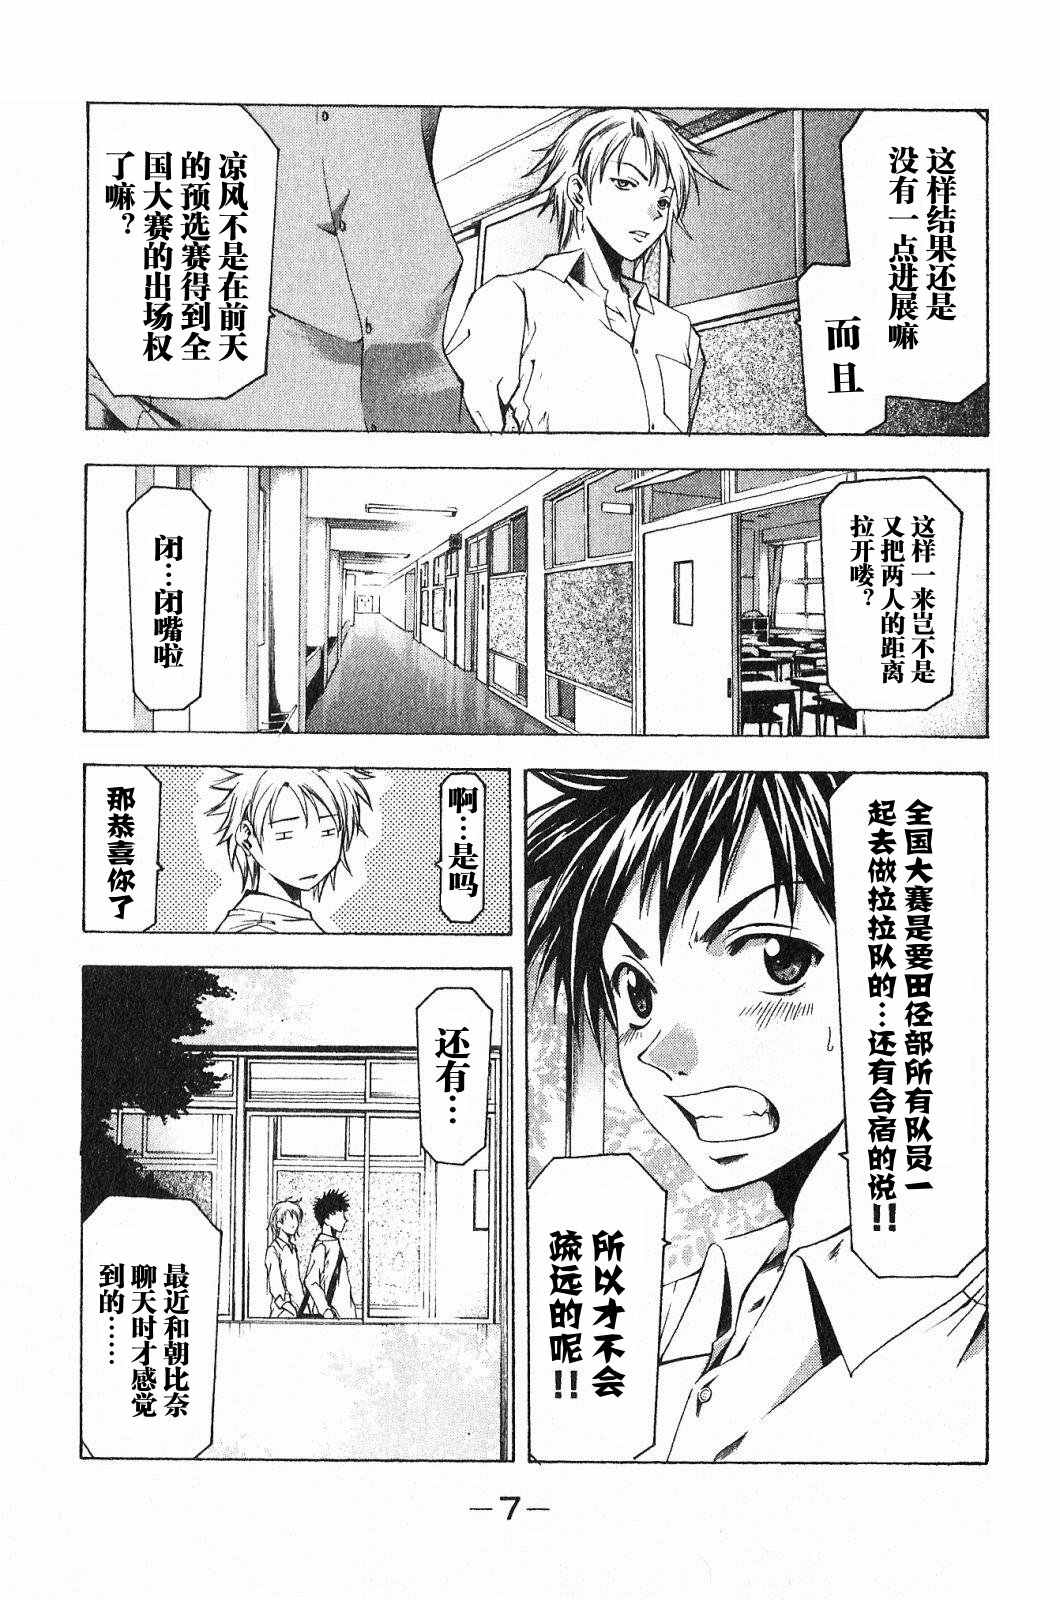 这样结果还是
没有一点进展嘛
而且
凉风不是在前天
的预选赛得到全
国大赛的出场权
了嘛?
这样一来岂不是
又把两人的距离
拉开喽?
闭…闭嘴啦
全国大赛是要田径部所有队员一
起去做拉拉队的…还有合宿的说!!
所以才不会
疏远的呢!!
啊…是吗
那恭喜你了
还有…
最近和朝比奈
聊天时才感觉
到的……
—7—